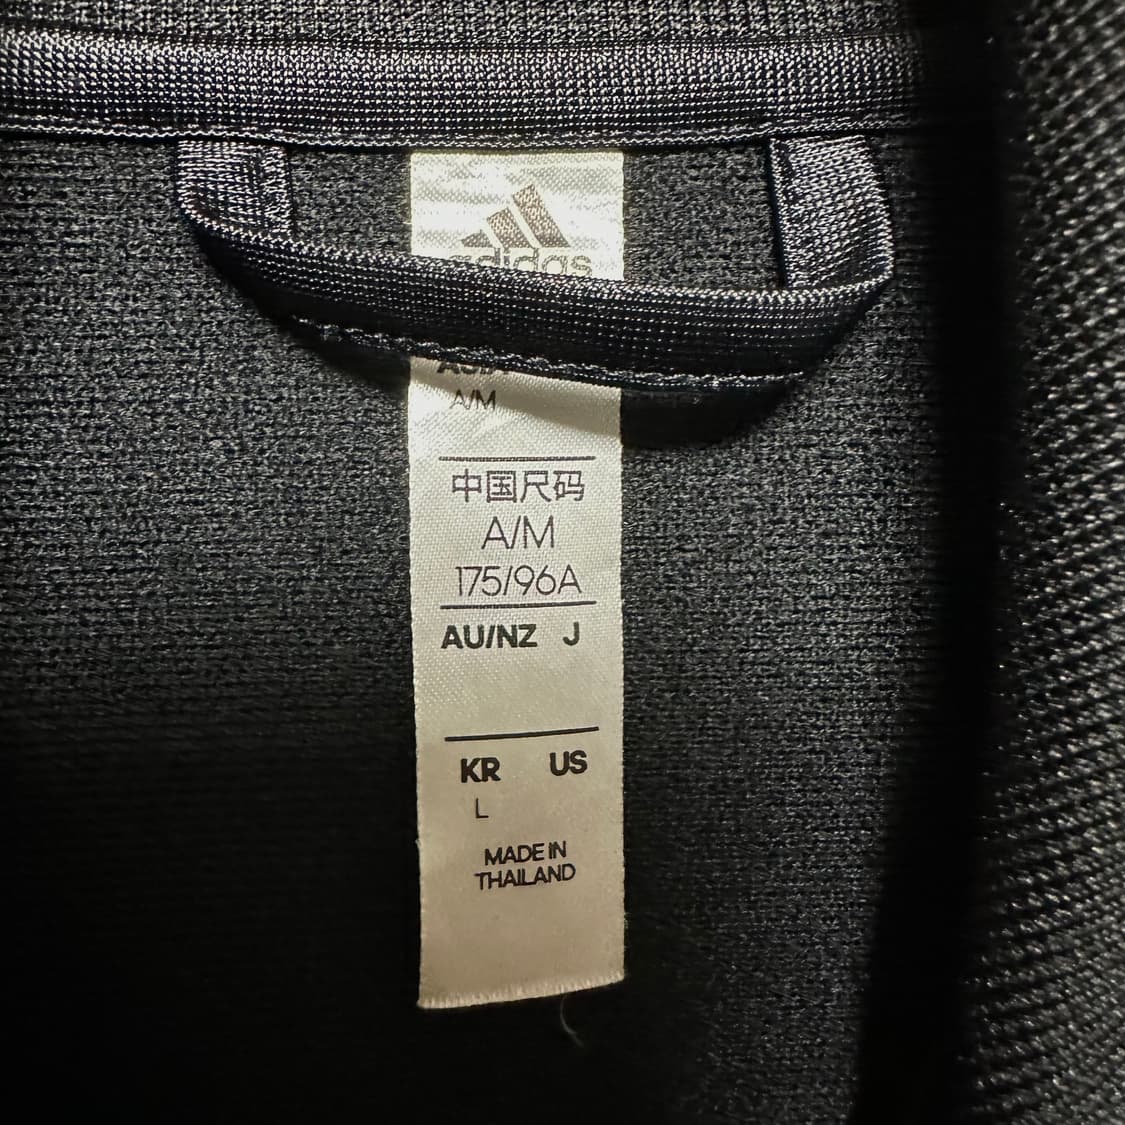 adidas
A/M
中国尺码
A/M
175/96A
AU/NZ J
KR US
L
MADE IN
THAILAND